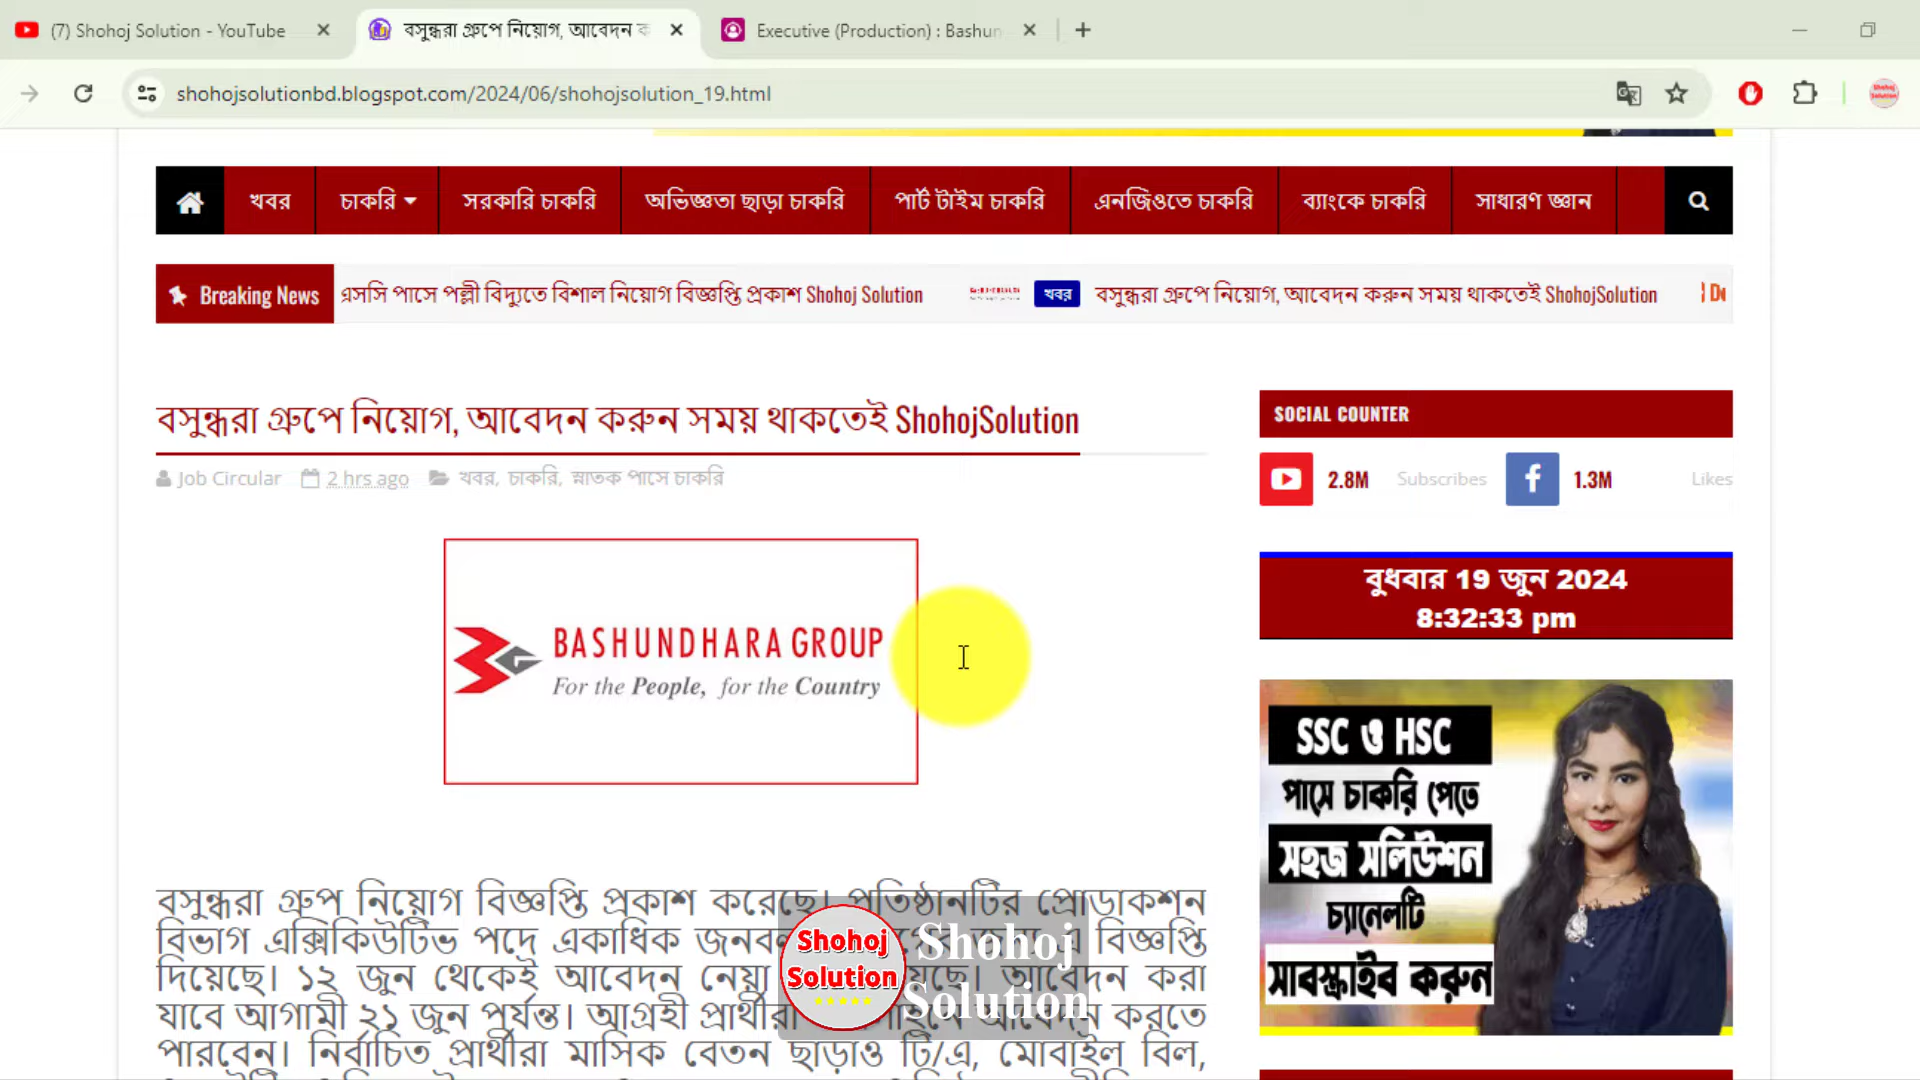 (7) Shohoj Solution - YouTube
বসুন্ধরা গ্রুপে নিয়োগ, আবেদন ক
Executive (Production) : Bashun
shohojsolutionbd.blogspot.com/2024/06/shohojsolution_19.html
খবর
চাকরি
সরকারি চাকরি
অভিজ্ঞতা ছাড়া চাকরি
পার্ট টাইম চাকরি
এনজিওতে চাকরি
ব্যাংকে চাকরি
সাধারণ জ্ঞান
Breaking News
এসসি পাসে পল্লী বিদ্যুতে বিশাল নিয়োগ বিজ্ঞপ্তি প্রকাশ Shohoj Solution
খবর
বসুন্ধরা গ্রুপে নিয়োগ, আবেদন করুন সময় থাকতেই ShohojSolution
বসুন্ধরা গ্রুপে নিয়োগ, আবেদন করুন সময় থাকতেই ShohojSolution
Job Circular 2 hrs ago খবর, চাকরি, স্নাতক পাসে চাকরি
BASHUNDHARA GROUP
For the People, for the Country
বসুন্ধরা গ্রুপ নিয়োগ বিজ্ঞপ্তি প্রকাশ করেছে। প্রতিষ্ঠানটির প্রোডাকশন
বিভাগ এক্সিকিউটিভ পদে একাধিক জনবল এ বিজ্ঞপ্তি
দিয়েছে। ১২ জুন থেকেই আবেদন নেয়া আবেদন করা
যাবে আগামী ২১ জুন পর্যন্ত। আগ্রহী প্রার্থীরা আবেদন করতে
পারবেন। নির্বাচিত প্রার্থীরা মাসিক বেতন ছাড়াও টি/এ, মোবাইল বিল,
Shohoj
Solution
Shohoj
Solution
SOCIAL COUNTER
2.8M Subscribes
1.3M Likes
বুধবার 19 জুন 2024
8:32:33 pm
SSC ও HSC
পাসে চাকরি পেতে
সহজ সলিউশন
চ্যানেলটি
সাবস্ক্রাইব করুন